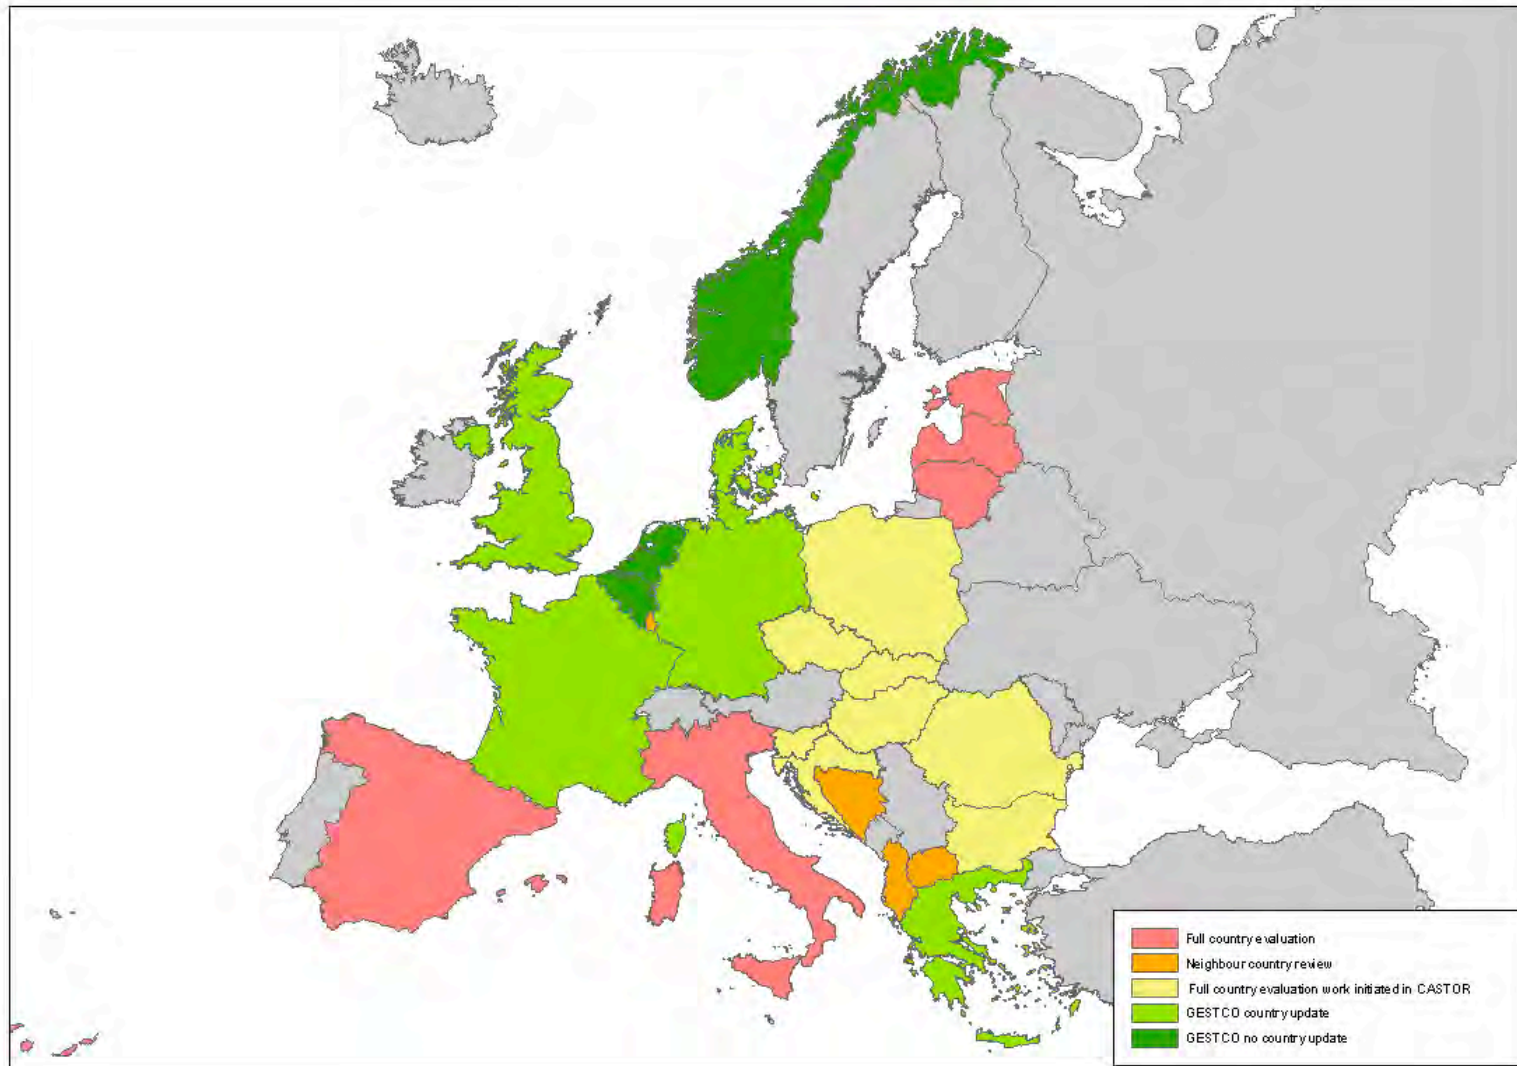 Full country evaluation
Neighbour country review
Full country evaluation work initiated in CASTOR
GESTCO country update
GESTCO no country update